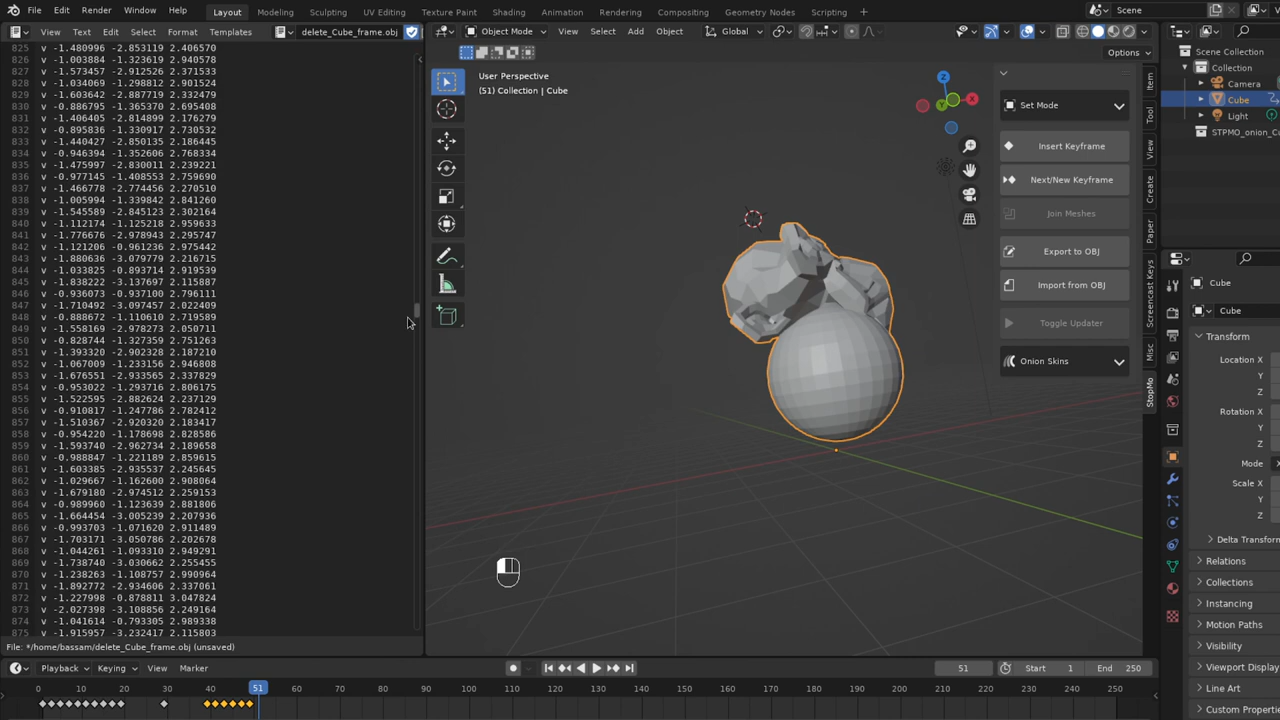 File Edit Render Window Help Layout Modeling Sculpting UV Editing Texture Paint Shading Animation Rendering Compositing Geometry Nodes Scripting Scene
View Text Edit Select Format Templates delete_Cube_frame.obj Object Mode View Select Add Object Global
825 v -1.480996 -2.853119 2.406570
826 v -1.003884 -1.323619 2.940578
827 v -1.573457 -2.912526 2.371533
828 v -1.034069 -1.298812 2.901524
829 v -1.603642 -2.887719 2.332479
830 v -0.886795 -1.365370 2.695408
831 v -1.406405 -2.814899 2.176279
832 v -0.895836 -1.330917 2.730532
833 v -1.440427 -2.850135 2.186445
834 v -0.946394 -1.352606 2.768334
835 v -1.475997 -2.830011 2.239221
836 v -0.977145 -1.408553 2.759690
837 v -1.466778 -2.774456 2.270510
838 v -1.005994 -1.339842 2.841260
839 v -1.545589 -2.845123 2.302164
840 v -1.112174 -1.125218 2.959633
841 v -1.776676 -2.978943 2.295747
842 v -1.121206 -0.961236 2.975442
843 v -1.880636 -3.079779 2.216715
844 v -1.033825 -0.893714 2.919539
845 v -1.838222 -3.137697 2.115887
846 v -0.936073 -0.937100 2.796111
847 v -1.710492 -3.097457 2.022409
848 v -0.888672 -1.110610 2.719589
849 v -1.558169 -2.978273 2.050711
850 v -0.828744 -1.327359 2.751263
851 v -1.393320 -2.902328 2.187210
852 v -1.067009 -1.233156 2.946808
853 v -1.676551 -2.933565 2.337829
854 v -0.953022 -1.293716 2.806175
855 v -1.522595 -2.882624 2.237129
856 v -0.910817 -1.247786 2.782412
857 v -1.510367 -2.920320 2.183417
858 v -0.954220 -1.178698 2.828586
859 v -1.593740 -2.962734 2.189658
860 v -0.988847 -1.221189 2.859615
861 v -1.603385 -2.935537 2.245645
862 v -1.029667 -1.162600 2.908064
863 v -1.679180 -2.974512 2.259153
864 v -0.989960 -1.123639 2.881806
865 v -1.664454 -3.005239 2.207936
866 v -0.993703 -1.071620 2.911489
867 v -1.703171 -3.050786 2.202678
868 v -1.044261 -1.093310 2.949291
869 v -1.738740 -3.030662 2.255455
870 v -1.238263 -1.108757 2.990964
871 v -1.892772 -2.934606 2.337061
872 v -1.227998 -0.878811 3.047824
873 v -2.027398 -3.108856 2.249164
874 v -1.041614 -0.793305 2.989338
875 v -1.915957 -3.232417 2.115803
File: */home/bassam/delete_Cube_frame.obj (unsaved)
Options
User Perspective
(51) Collection | Cube
Z
X
Y
Set Mode
Insert Keyframe
Next/New Keyframe
Join Meshes
Export to OBJ
Import from OBJ
Toggle Updater
Onion Skins
Item
Tool
View
Create
Paper
Screencast Keys
Misc
StopMo
Scene Collection
Collection
Camera
Cube
Light
Cube
Cube
Transform
Location X
Y
Z
Rotation X
Y
Z
Mode
Scale X
Y
Z
Delta Transform
Relations
Collections
Instancing
Motion Paths
Visibility
Viewport Display
Line Art
Playback Keying View Marker 51 Start 1 End 250
0 10 20 30 40 51 60 70 80 90 100 110 120 130 140 150 160 170 180 190 200 210 220 230 240 250